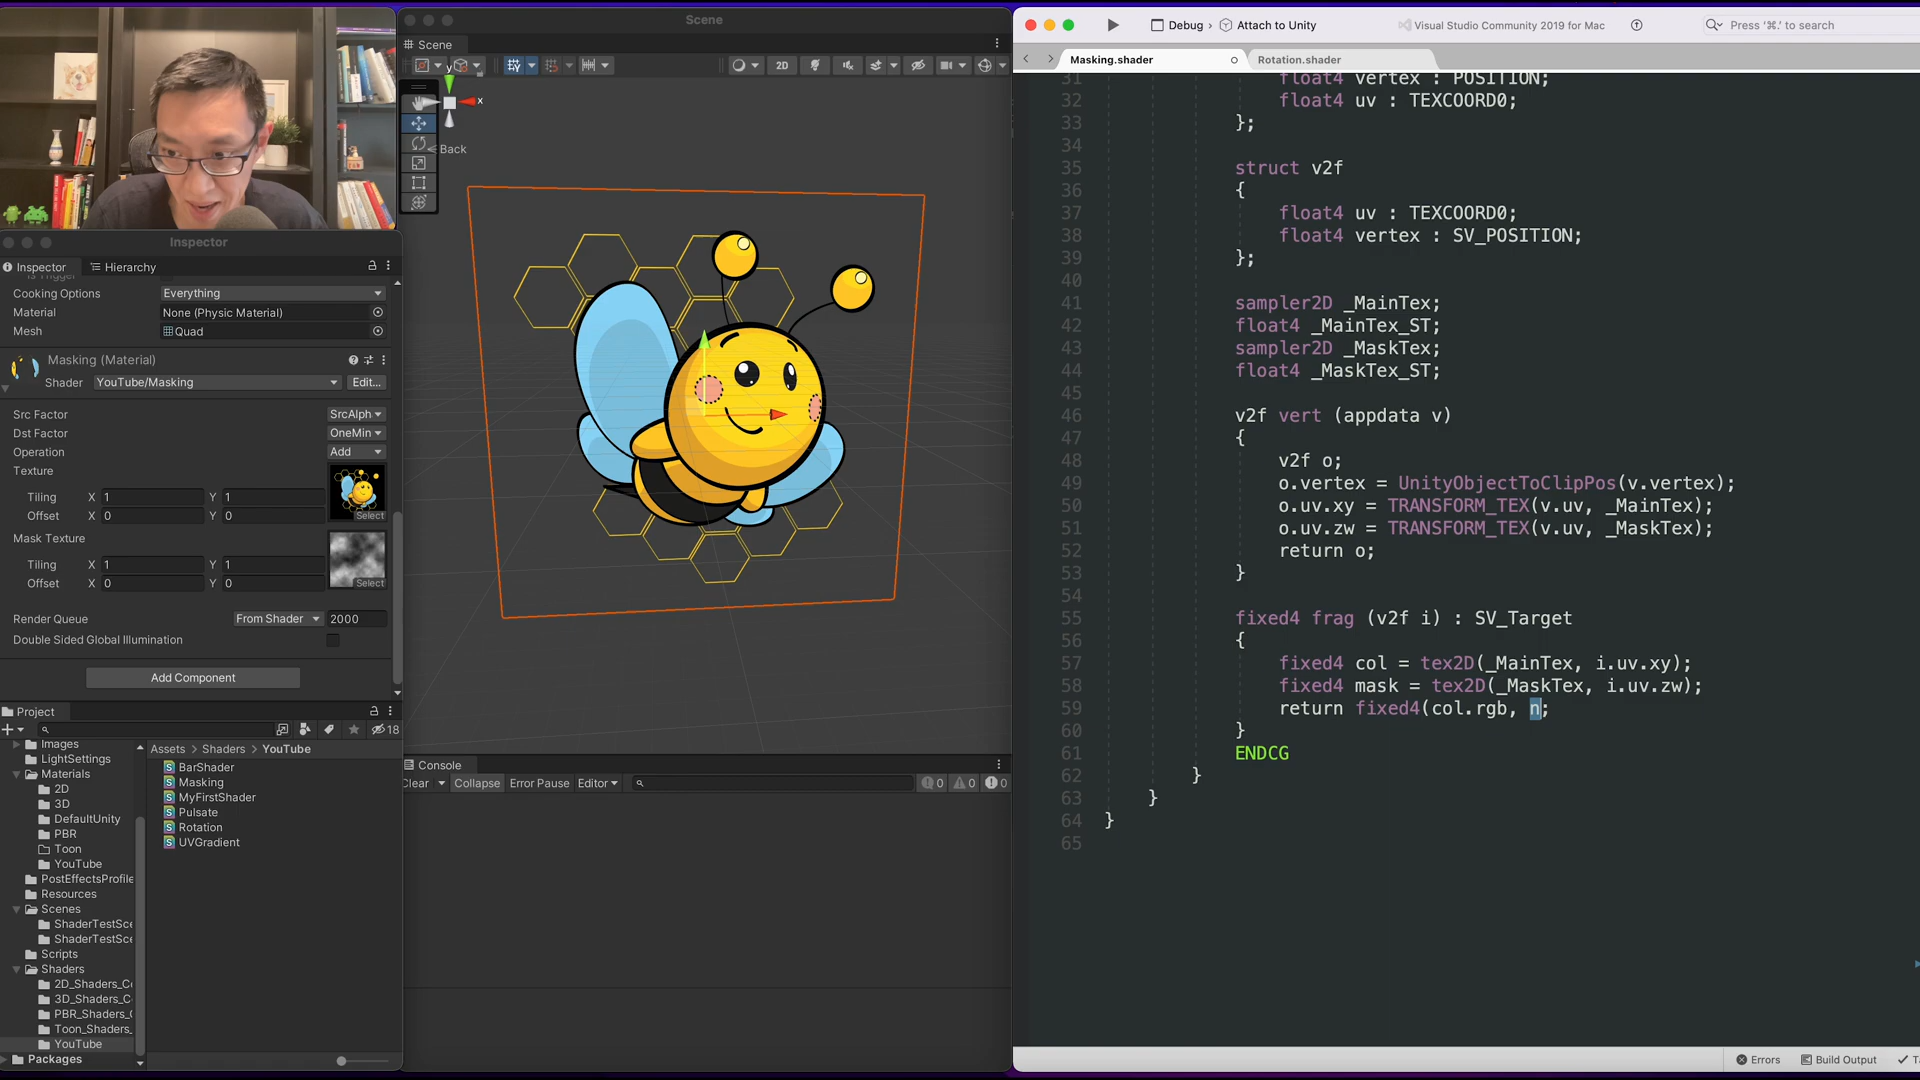 Scene
Visual Studio Community 2019 for Mac
Debug › Attach to Unity
Press '⌘.' to search
Scene
2D
y
x
Back
Masking.shader
Rotation.shader
Inspector
Inspector
Hierarchy
Is Trigger
Cooking Options Everything
Material None (Physic Material)
Mesh Quad
Masking (Material)
Shader YouTube/Masking Edit...
Src Factor SrcAlph
Dst Factor OneMin
Operation Add
Texture
Tiling X 1 Y 1
Offset X 0 Y 0
Select
Mask Texture
Tiling X 1 Y 1
Offset X 0 Y 0
Select
Render Queue From Shader 2000
Double Sided Global Illumination
Add Component
Project
18
Images
LightSettings
Materials
2D
3D
DefaultUnity
PBR
Toon
YouTube
PostEffectsProfile
Resources
Scenes
ShaderTestSce
ShaderTestSce
Scripts
Shaders
2D_Shaders_Co
3D_Shaders_Co
PBR_Shaders_C
Toon_Shaders_
YouTube
Packages
Assets › Shaders › YouTube
BarShader
Masking
MyFirstShader
Pulsate
Rotation
UVGradient
Console
Clear Collapse Error Pause Editor 0 0 0
31 float4 vertex : POSITION;
32 float4 uv : TEXCOORD0;
33 };
34
35 struct v2f
36 {
37 float4 uv : TEXCOORD0;
38 float4 vertex : SV_POSITION;
39 };
40
41 sampler2D _MainTex;
42 float4 _MainTex_ST;
43 sampler2D _MaskTex;
44 float4 _MaskTex_ST;
45
46 v2f vert (appdata v)
47 {
48 v2f o;
49 o.vertex = UnityObjectToClipPos(v.vertex);
50 o.uv.xy = TRANSFORM_TEX(v.uv, _MainTex);
51 o.uv.zw = TRANSFORM_TEX(v.uv, _MaskTex);
52 return o;
53 }
54
55 fixed4 frag (v2f i) : SV_Target
56 {
57 fixed4 col = tex2D(_MainTex, i.uv.xy);
58 fixed4 mask = tex2D(_MaskTex, i.uv.zw);
59 return fixed4(col.rgb, n;
60 }
61 ENDCG
62 }
63 }
64 }
65
Errors Build Output